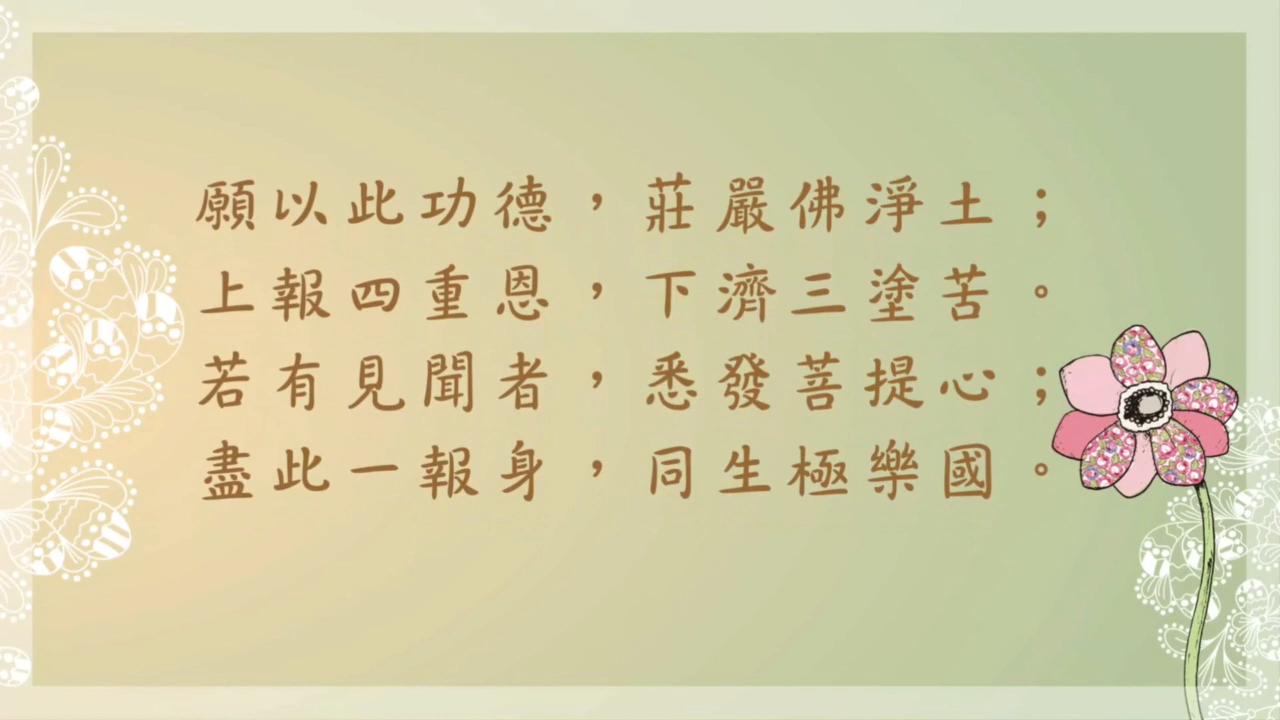 願以此功德，莊嚴佛淨土；
上報四重恩，下濟三塗苦。
若有見聞者，悉發菩提心；
盡此一報身，同生極樂國。